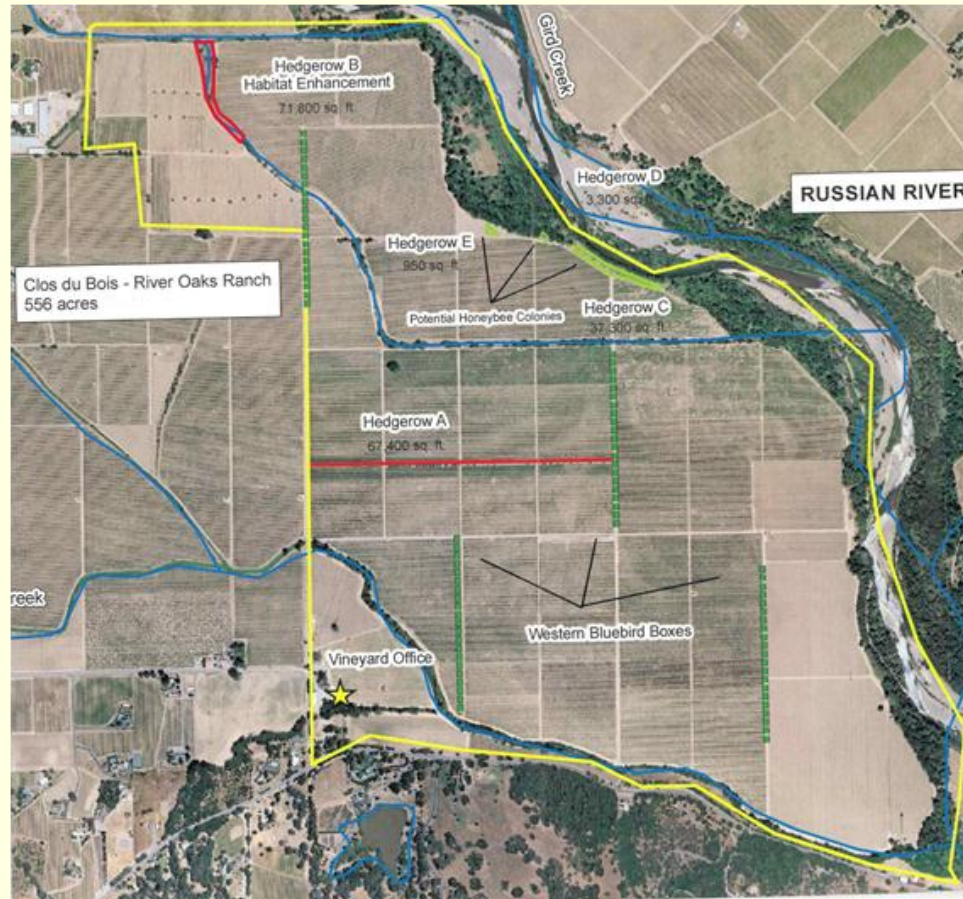 Gird Creek
Hedgerow B
Habitat Enhancement
71,800 sq. ft.
Hedgerow D
3,300 sq. ft.
RUSSIAN RIVER
Hedgerow E
950 sq. ft.
Clos du Bois - River Oaks Ranch
556 acres
Potential Honeybee Colonies
Hedgerow C
37,300 sq. ft.
Hedgerow A
67,400 sq. ft.
reek
Western Bluebird Boxes
Vineyard Office